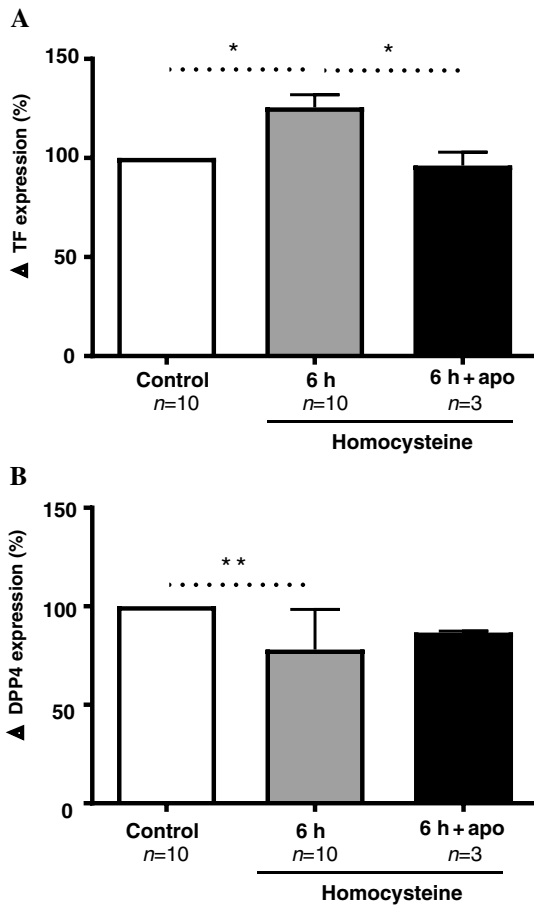 A
* *
150
100
50
0
Δ TF expression (%)
Control 6 h 6 h + apo
n=10 n=10 n=3
Homocysteine
B
**
150
100
50
0
Δ DPP4 expression (%)
Control 6 h 6 h + apo
n=10 n=10 n=3
Homocysteine